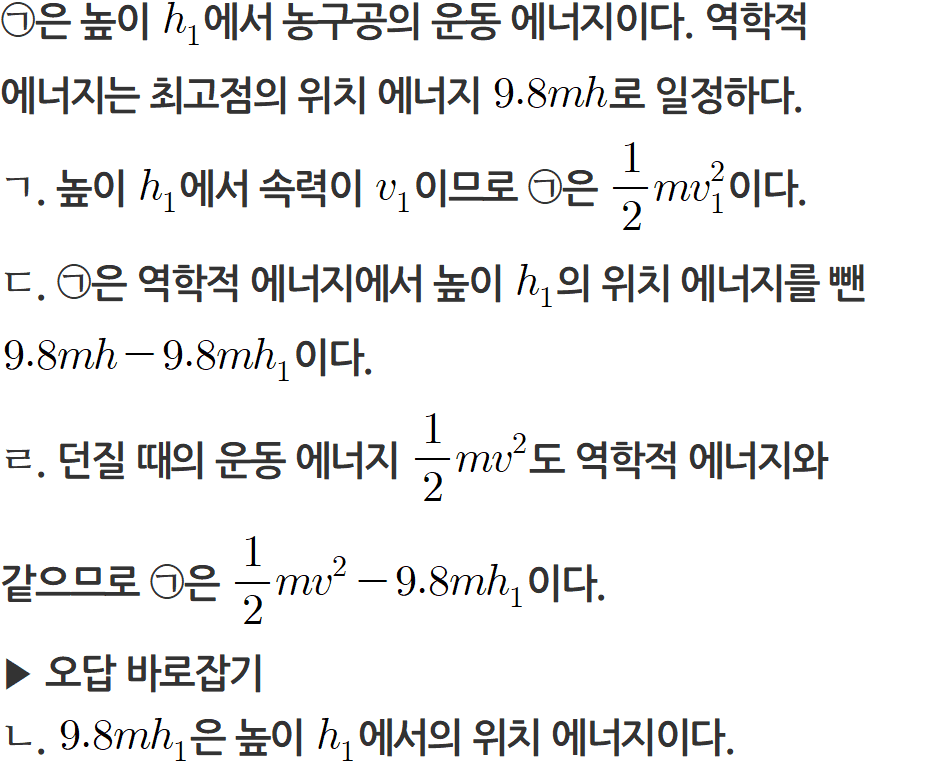 ㉠은 높이 h₁에서 농구공의 운동 에너지이다. 역학적
에너지는 최고점의 위치 에너지 9.8mh로 일정하다.
ㄱ. 높이 h₁에서 속력이 v₁이므로 ㉠은 1/2 mv₁²이다.
ㄷ. ㉠은 역학적 에너지에서 높이 h₁의 위치 에너지를 뺀
9.8mh－9.8mh₁이다.
ㄹ. 던질 때의 운동 에너지 1/2 mv²도 역학적 에너지와
같으므로 ㉠은 1/2 mv²－9.8mh₁이다.
▶ 오답 바로잡기
ㄴ. 9.8mh₁은 높이 h₁에서의 위치 에너지이다.